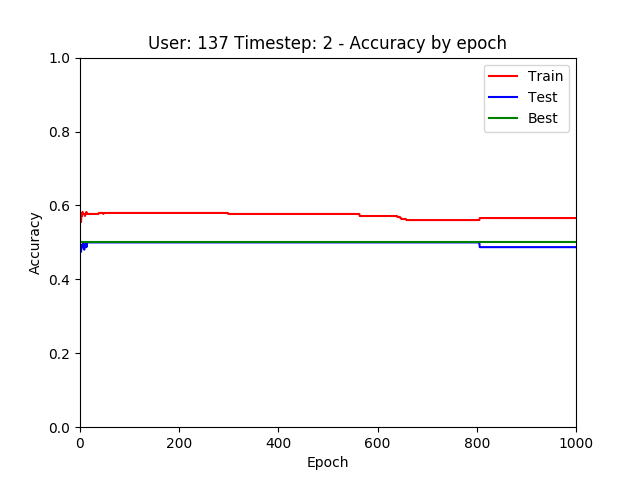 User: 137 Timestep: 2 - Accuracy by epoch
1.0
0.8
0.6
0.4
0.2
0.0
Accuracy
Train
Test
Best
0 200 400 600 800 1000
Epoch